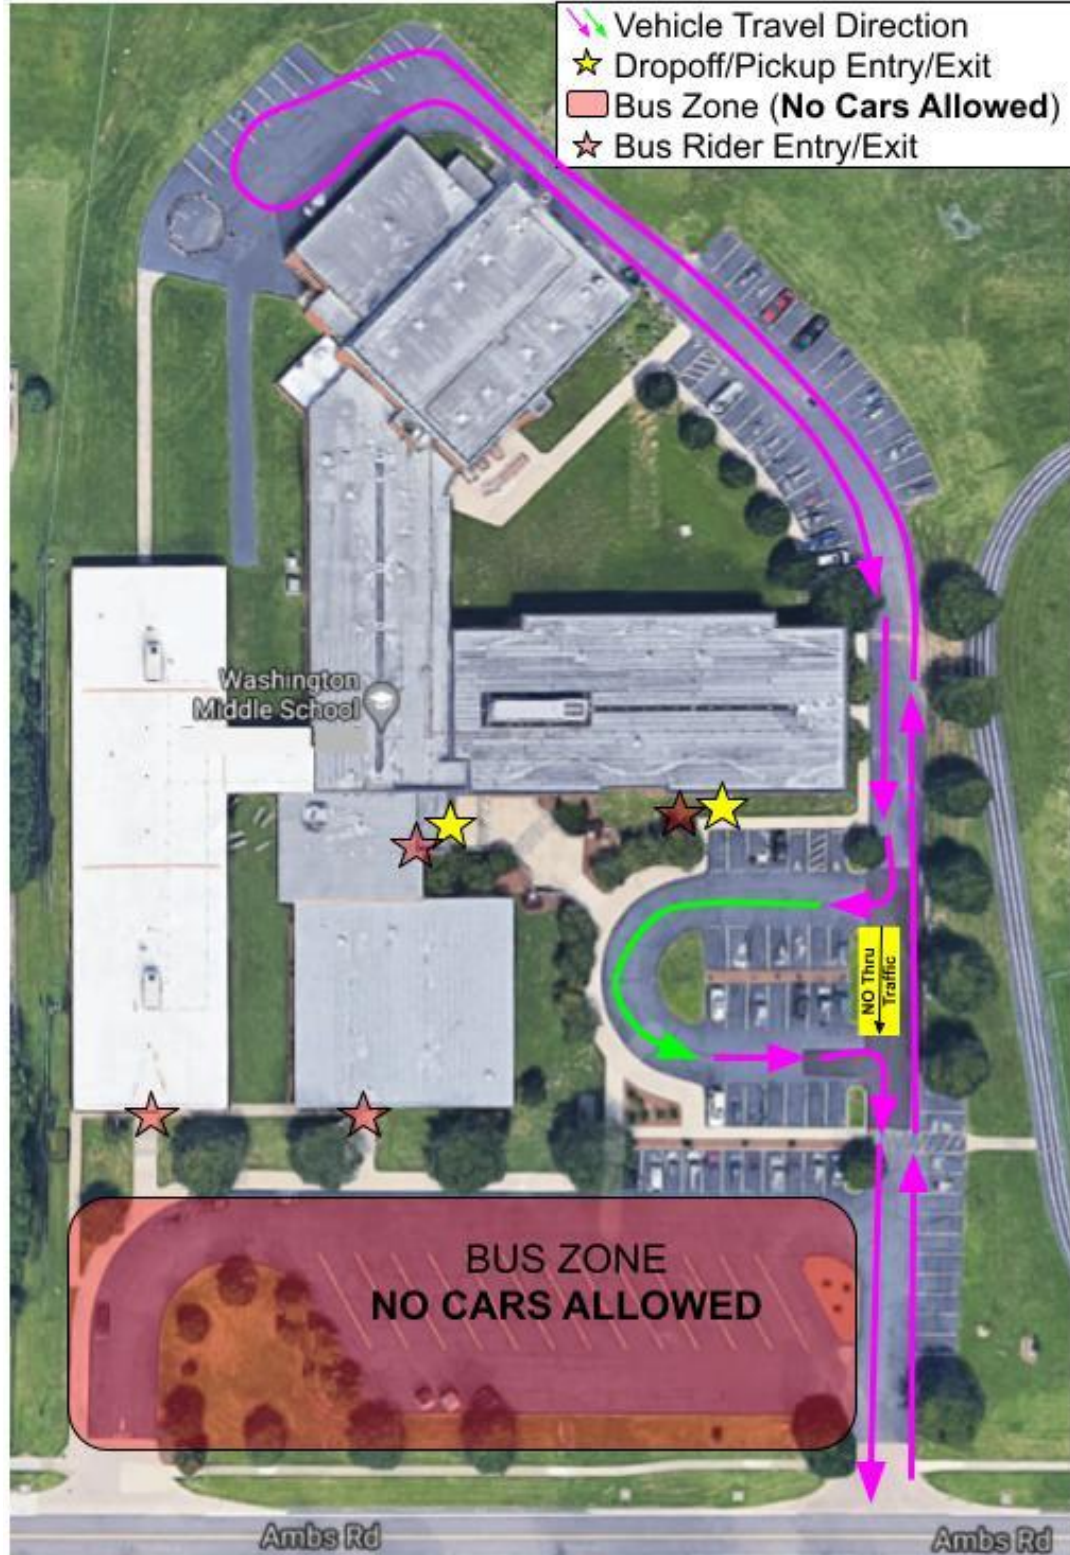 Vehicle Travel Direction
Dropoff/Pickup Entry/Exit
Bus Zone (No Cars Allowed)
Bus Rider Entry/Exit
Washington
Middle School
NO Thru
Traffic
BUS ZONE
NO CARS ALLOWED
Ambs Rd
Ambs Rd